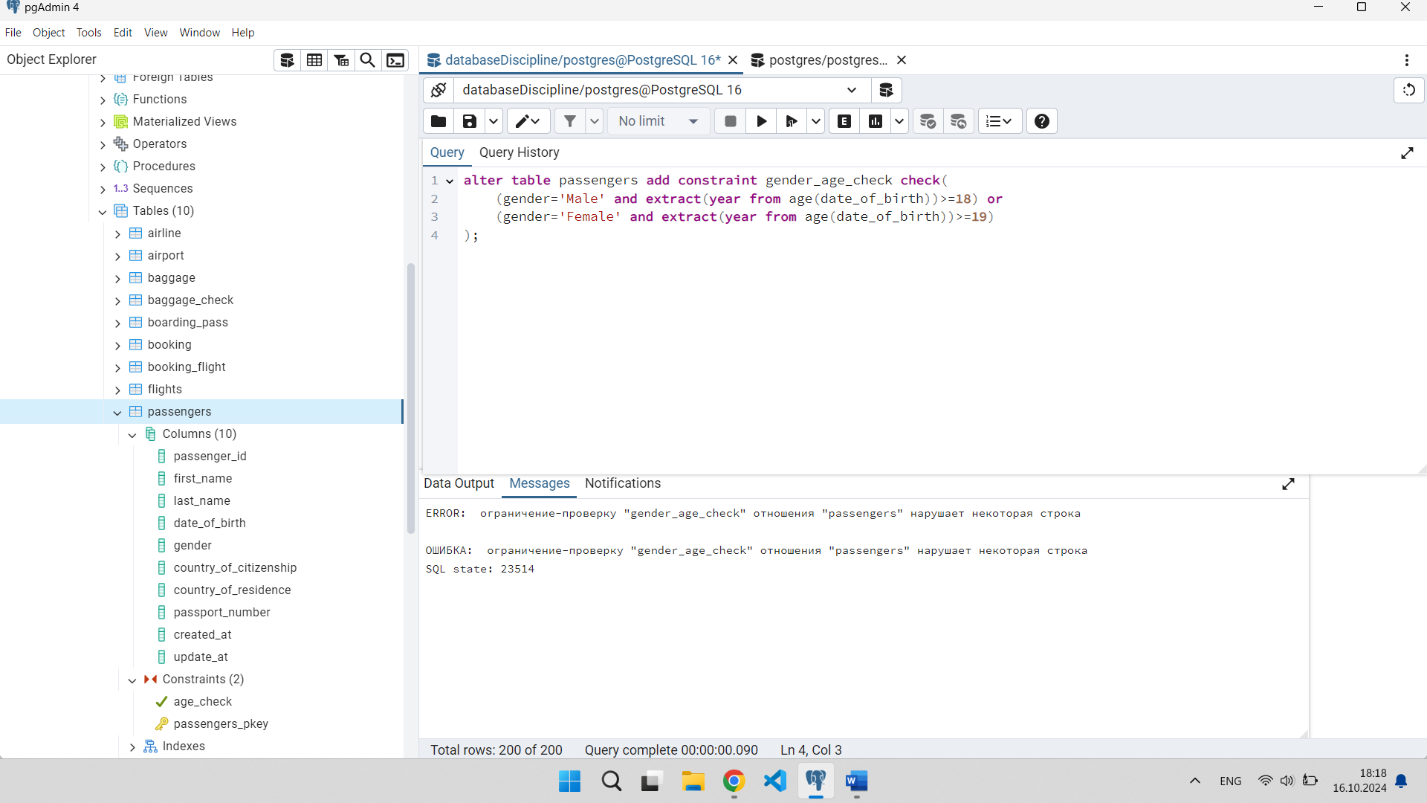 pgAdmin 4
File Object Tools Edit View Window Help
Object Explorer
Foreign Tables
Functions
Materialized Views
Operators
Procedures
1..3 Sequences
Tables (10)
airline
airport
baggage
baggage_check
boarding_pass
booking
booking_flight
flights
passengers
Columns (10)
passenger_id
first_name
last_name
date_of_birth
gender
country_of_citizenship
country_of_residence
passport_number
created_at
update_at
Constraints (2)
age_check
passengers_pkey
Indexes
databaseDiscipline/postgres@PostgreSQL 16* postgres/postgres...
databaseDiscipline/postgres@PostgreSQL 16
No limit E
Query Query History
1 alter table passengers add constraint gender_age_check check(
2 (gender='Male' and extract(year from age(date_of_birth))>=18) or
3 (gender='Female' and extract(year from age(date_of_birth))>=19)
4 );
Data Output Messages Notifications
ERROR: ограничение-проверку "gender_age_check" отношения "passengers" нарушает некоторая строка
ОШИБКА: ограничение-проверку "gender_age_check" отношения "passengers" нарушает некоторая строка
SQL state: 23514
Total rows: 200 of 200 Query complete 00:00:00.090 Ln 4, Col 3
ENG 18:18
16.10.2024